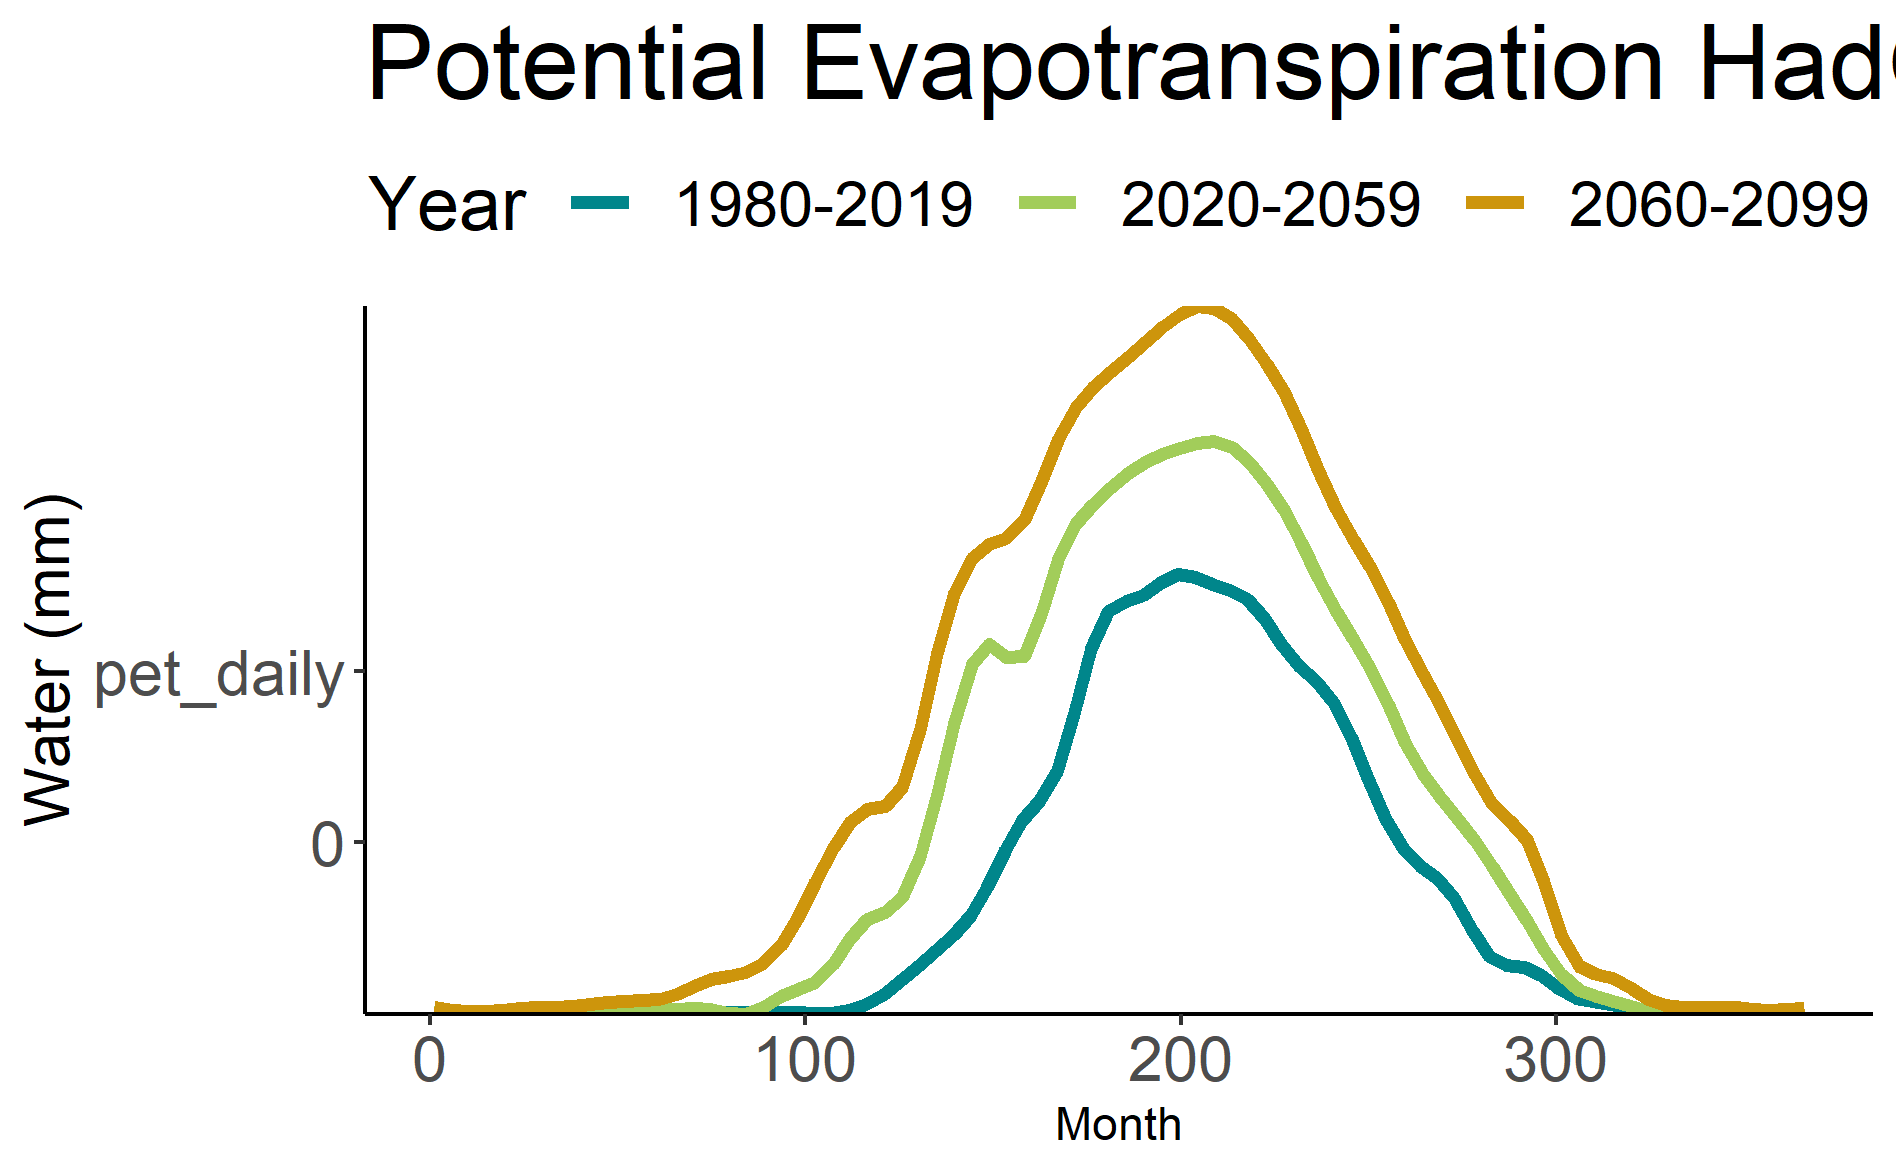 Potential Evapotranspiration Had
Year 1980-2019 2020-2059 2060-2099
Water (mm)
pet_daily
0
0 100 200 300
Month